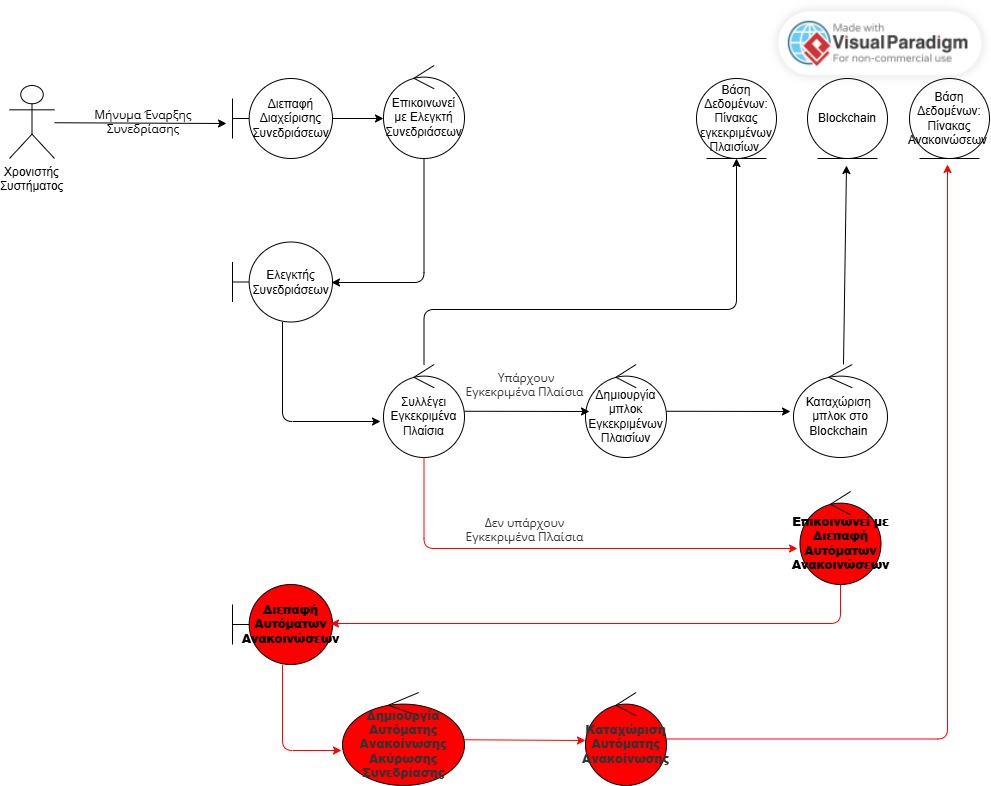 Made with
Visual Paradigm
For non-commercial use
Χρονιστής
Συστήματος
Μήνυμα Έναρξης
Συνεδρίασης
Διεπαφή
Διαχείρισης
Συνεδριάσεων
Επικοινωνεί
με Ελεγκτή
Συνεδριάσεων
Βάση
Δεδομένων:
Πίνακας
εγκεκριμένων
Πλαισίων
Blockchain
Βάση
Δεδομένων:
Πίνακας
Ανακοινώσεων
Ελεγκτής
Συνεδριάσεων
Συλλέγει
Εγκεκριμένα
Πλαίσια
Υπάρχουν
Εγκεκριμένα Πλαίσια
Δημιουργία
μπλοκ
Εγκεκριμένων
Πλαισίων
Καταχώριση
μπλοκ στο
Blockchain
Δεν υπάρχουν
Εγκεκριμένα Πλαίσια
Επικοινωνεί με
Διεπαφή
Αυτόματων
Ανακοινώσεων
Διεπαφή
Αυτόματων
Ανακοινώσεων
Δημιουργία
Αυτόματης
Ανακοίνωσης
Ακύρωσης
Συνεδρίασης
Καταχώριση
Αυτόματης
Ανακοίνωσης